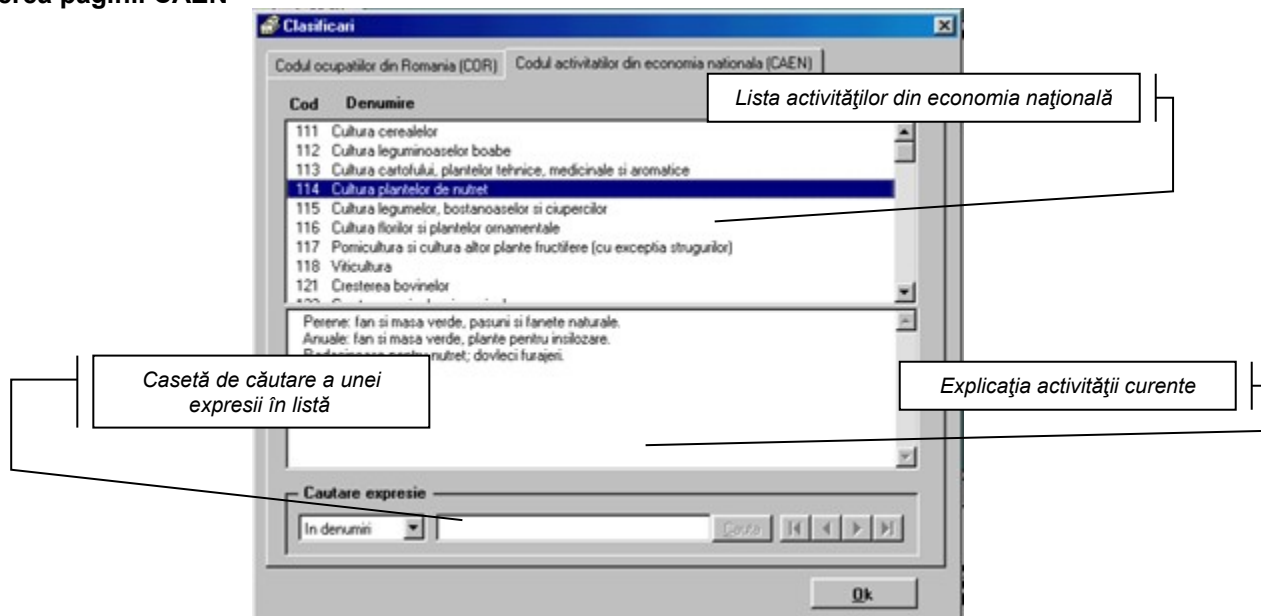 paginii CAEN
Clasificari
Codul ocupatiilor din Romania (COR) Codul activitatilor din economia nationala (CAEN)
Lista activităţilor din economia naţională
Cod Denumire
111 Cultura cerealelor
112 Cultura leguminoaselor boabe
113 Cultura cartofului, plantelor tehnice, medicinale si aromatice
114 Cultura plantelor de nutret
115 Cultura legumelor, bostanoaselor si ciupercilor
116 Cultura florilor si plantelor ornamentale
117 Pomicultura si cultura altor plante fructifere (cu exceptia strugurilor)
118 Viticultura
121 Cresterea bovinelor
Perene: fan si masa verde, pasuni si fanete naturale.
Anuale: fan si masa verde, plante pentru insilozare.
nutret; dovleci furajeri.
Casetă de căutare a unei
expresii în listă
Explicaţia activităţii curente
Cautare expresie
In denumiri
Cauta
Ok